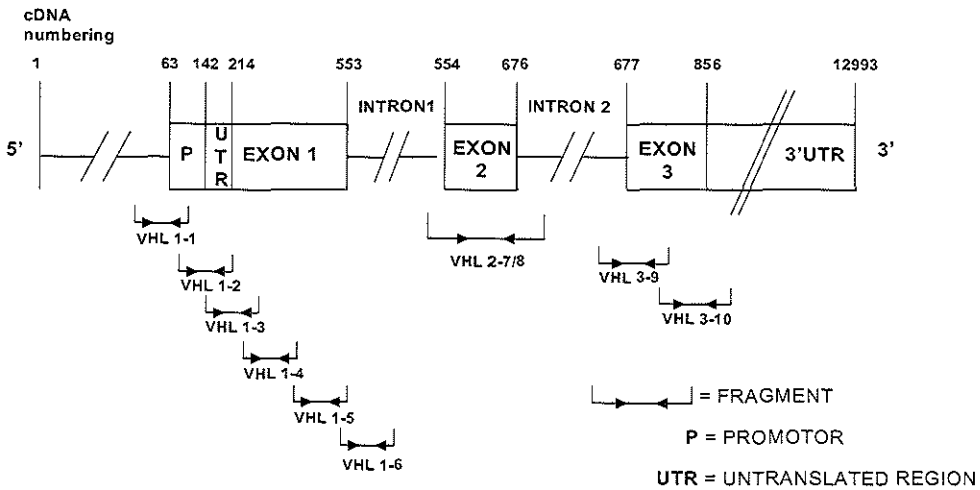 cDNA
numbering
1 63 142 214 553 554 676 677 856 12993
INTRON1 INTRON 2
5' P UTR EXON 1 EXON 2 EXON 3 3'UTR 3'
VHL 1-1
VHL 2-7/8
VHL 1-2
VHL 3-9
VHL 1-3
VHL 3-10
VHL 1-4
VHL 1-5
= FRAGMENT
P = PROMOTOR
VHL 1-6
UTR = UNTRANSLATED REGION